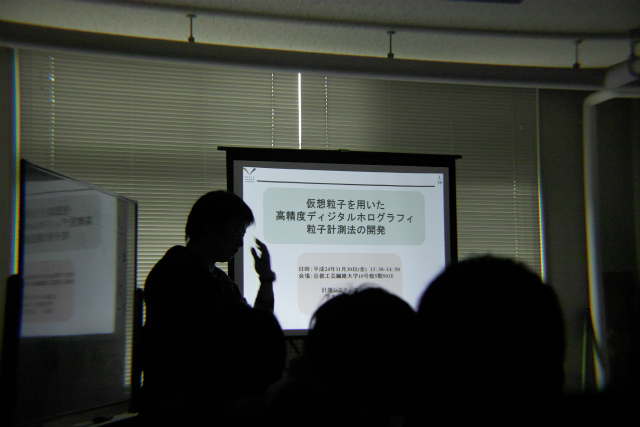 仮想粒子を用いた
高精度ディジタルホログラフィ
粒子計測法の開発
日時: 平成24年11月30日(金) 13:30-14:30
会場: 京都工芸繊維大学10号館5階501E
計測システム